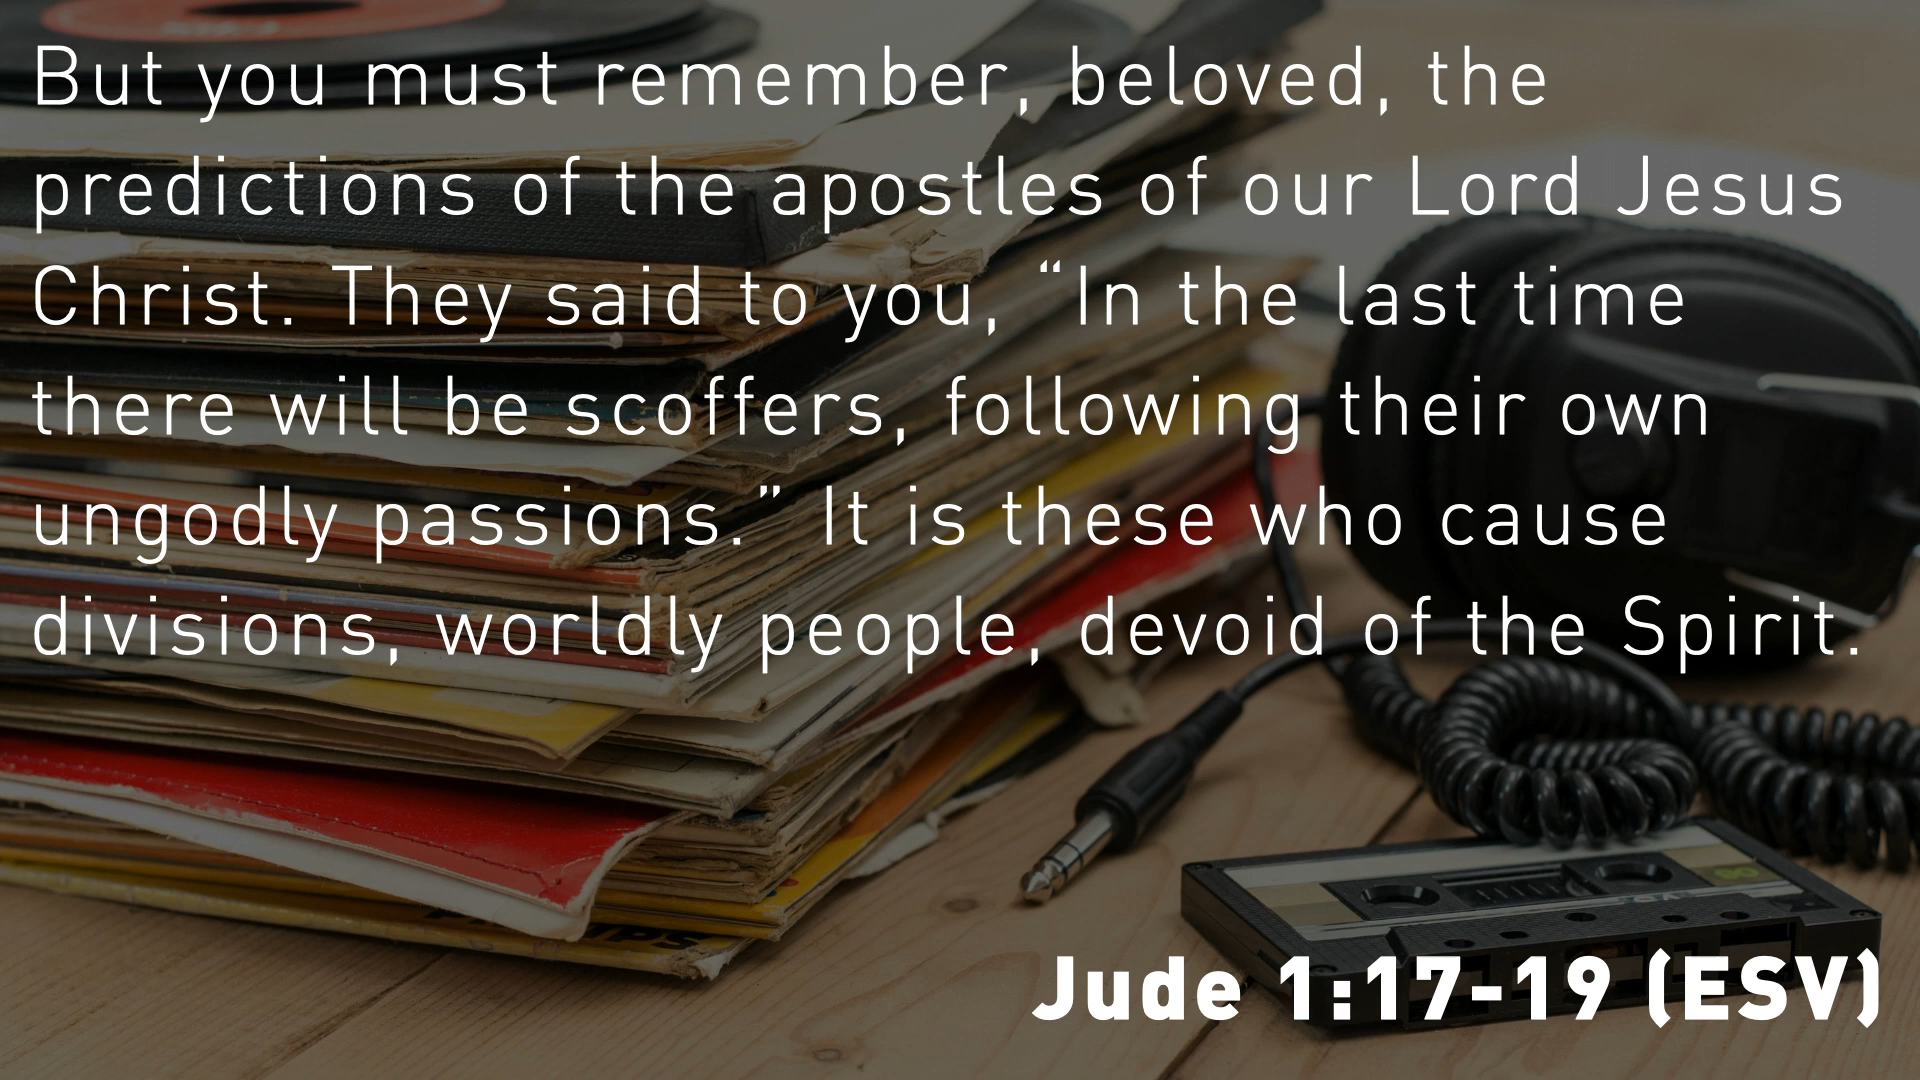 But you must remember, beloved, the
predictions of the apostles of our Lord Jesus
Christ. They said to you, “In the last time
there will be scoffers, following their own
ungodly passions.” It is these who cause
divisions, worldly people, devoid of the Spirit.
Jude 1:17-19 (ESV)